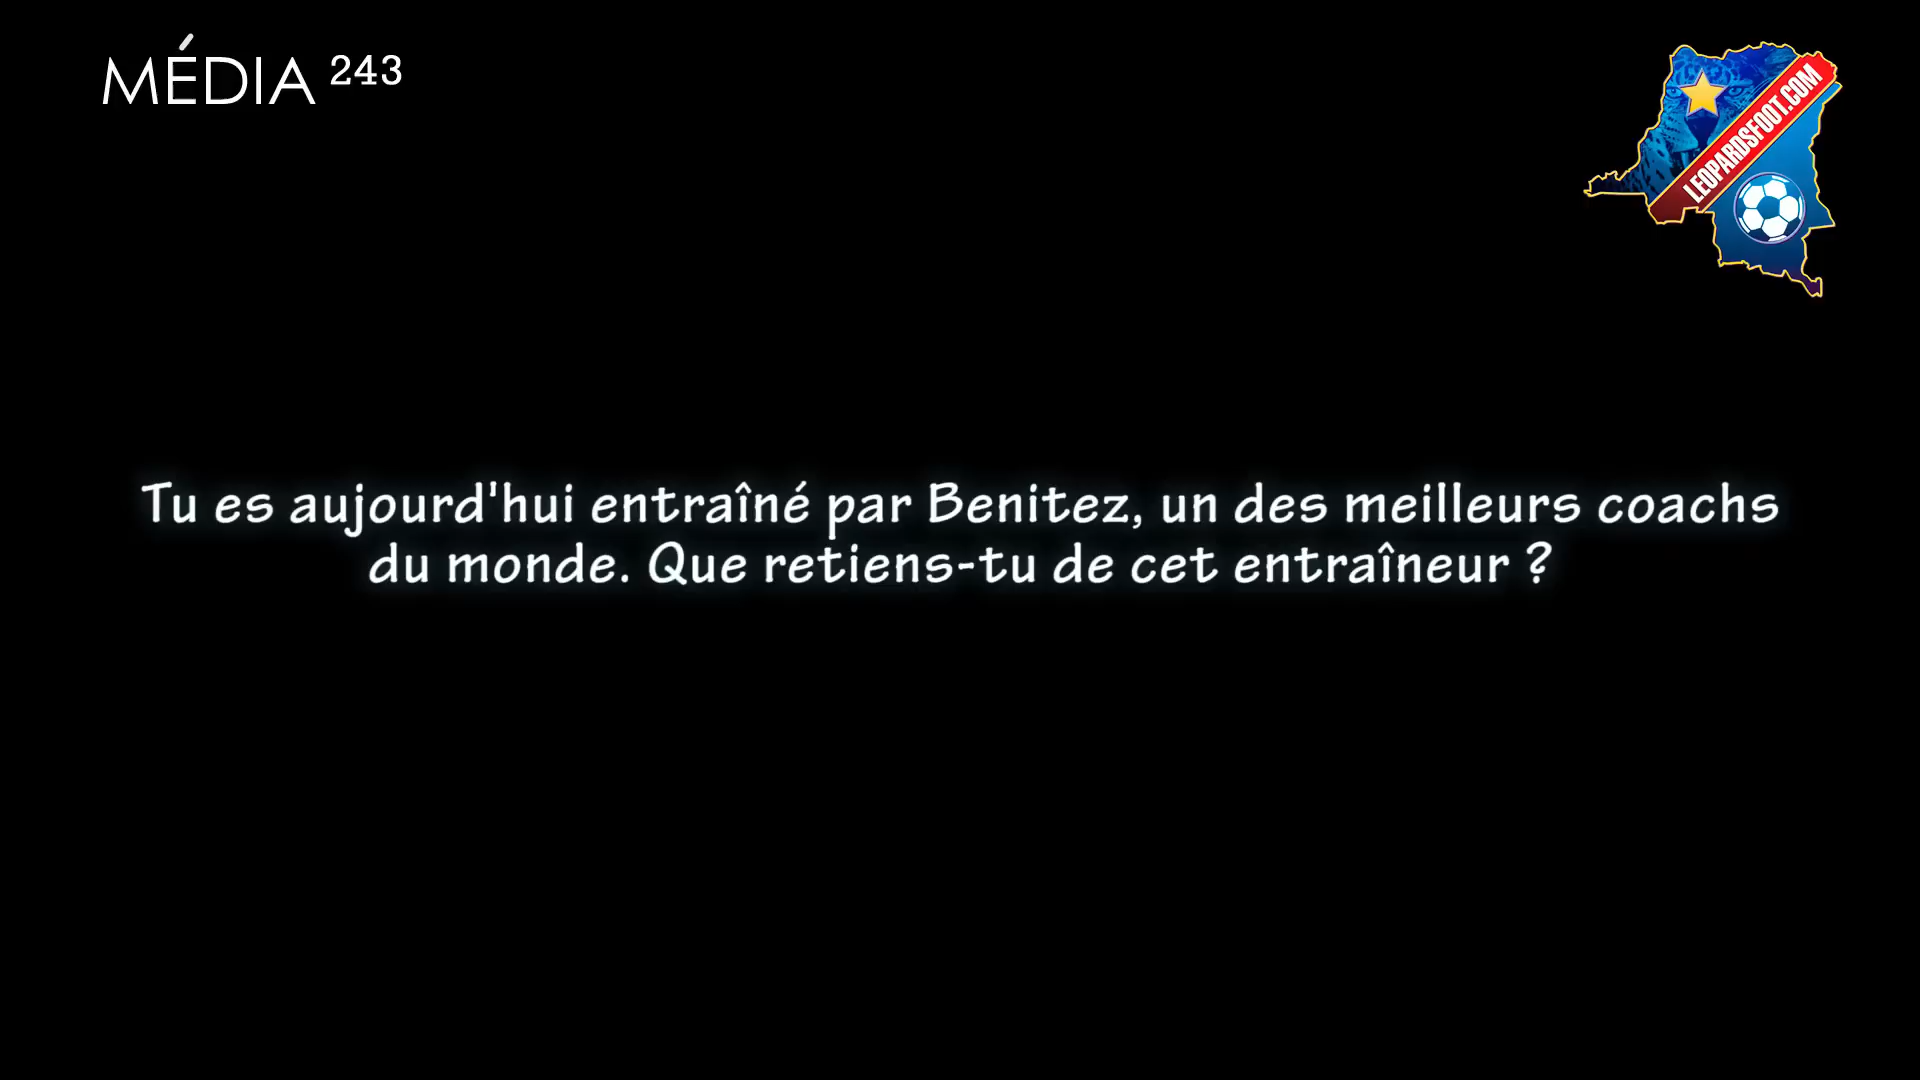 MÉDIA 243
LEOPARDSFOOT.COM
Tu es aujourd'hui entraîné par Benitez, un des meilleurs coachs
du monde. Que retiens-tu de cet entraîneur ?